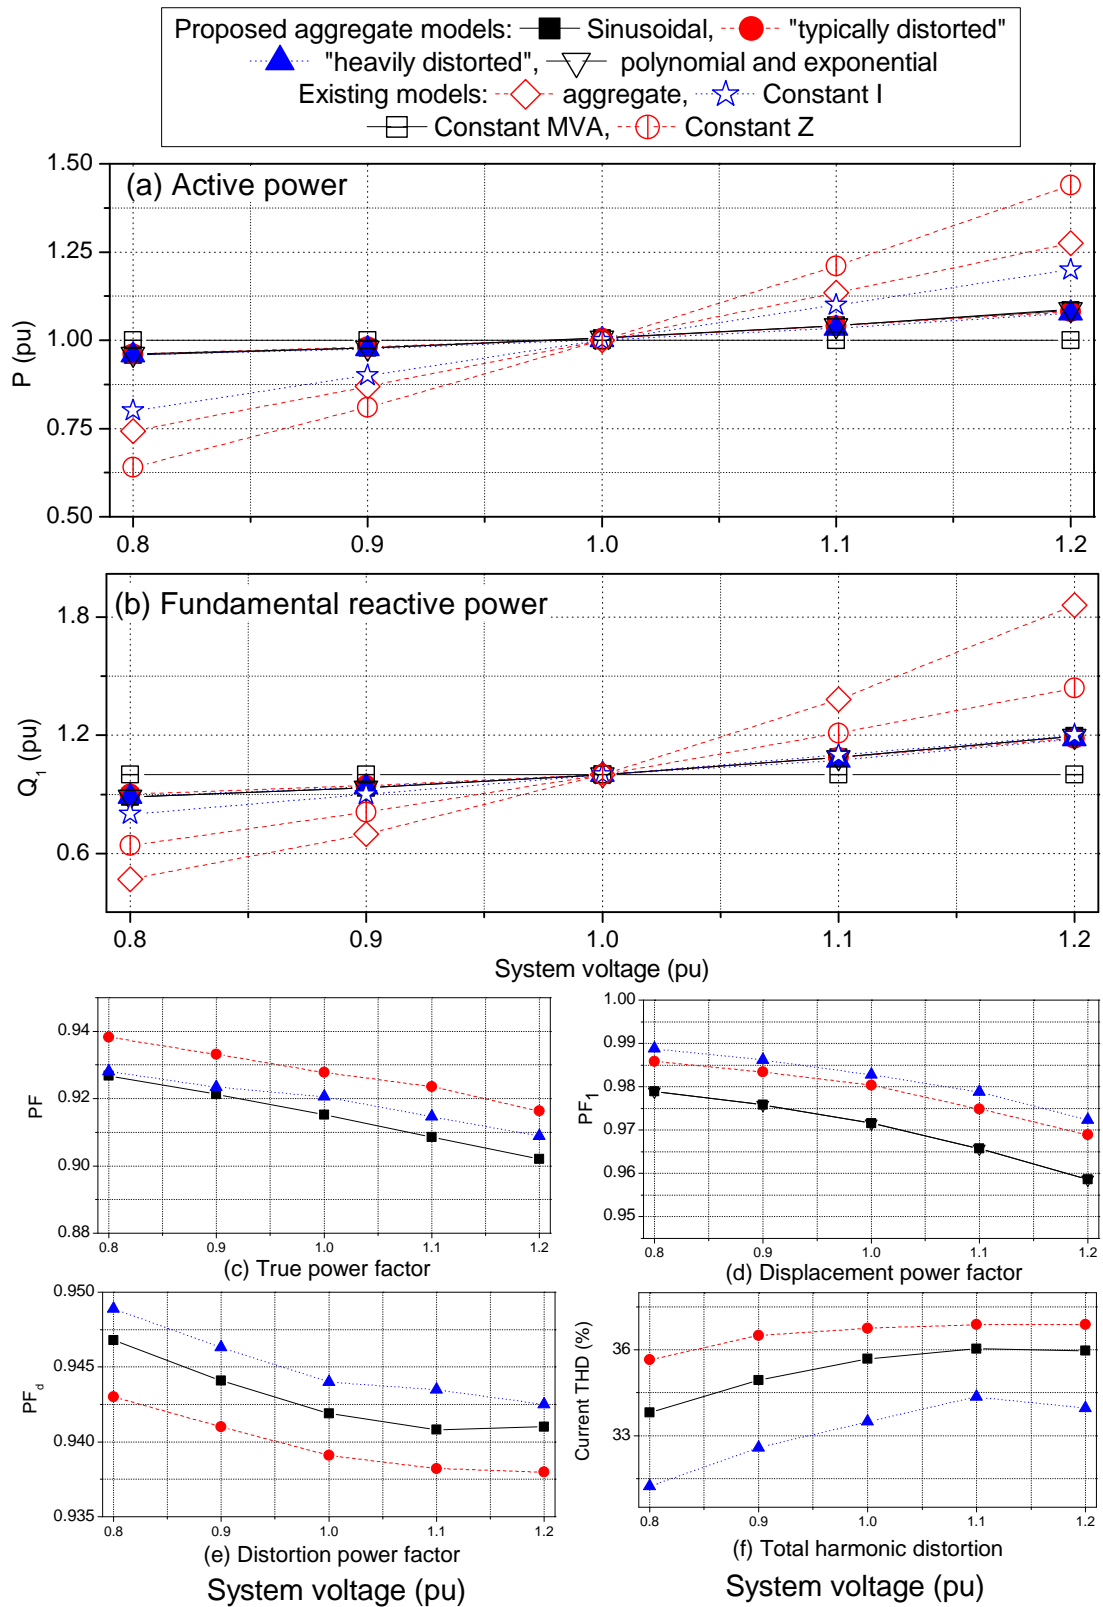 Proposed aggregate models: Sinusoidal, "typically distorted"
"heavily distorted", polynomial and exponential
Existing models: aggregate, Constant I
Constant MVA, Constant Z
(a) Active power
P (pu)
1.50
1.25
1.00
0.75
0.50
0.8 0.9 1.0 1.1 1.2
(b) Fundamental reactive power
Q1 (pu)
1.8
1.2
0.6
0.8 0.9 1.0 1.1 1.2
System voltage (pu)
PF
0.94
0.92
0.90
0.88
0.8 0.9 1.0 1.1 1.2
(c) True power factor
PF1
1.00
0.99
0.98
0.97
0.96
0.95
0.8 0.9 1.0 1.1 1.2
(d) Displacement power factor
PFd
0.950
0.945
0.940
0.935
0.8 0.9 1.0 1.1 1.2
(e) Distortion power factor
System voltage (pu)
Current THD (%)
36
33
0.8 0.9 1.0 1.1 1.2
(f) Total harmonic distortion
System voltage (pu)